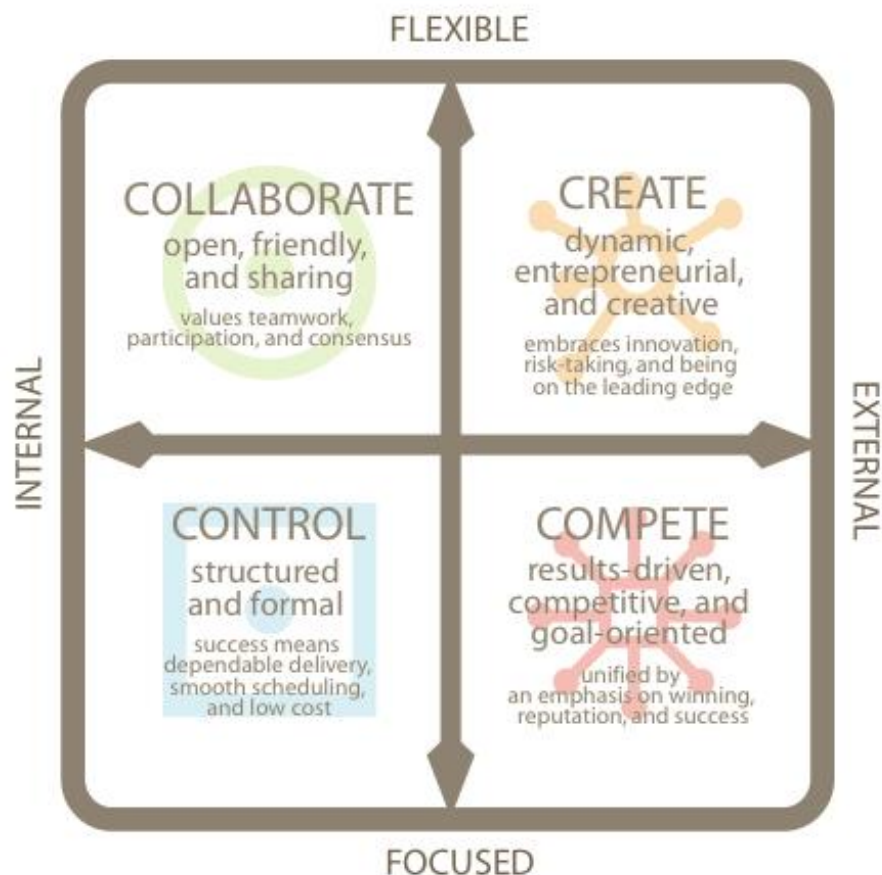 FLEXIBLE
COLLABORATE
open, friendly,
and sharing
values teamwork,
participation, and consensus
CREATE
dynamic,
entrepreneurial,
and creative
embraces innovation,
risk-taking, and being
on the leading edge
INTERNAL
EXTERNAL
CONTROL
structured
and formal
success means
dependable delivery,
smooth scheduling,
and low cost
COMPETE
results-driven,
competitive, and
goal-oriented
unified by
an emphasis on winning,
reputation, and success
FOCUSED